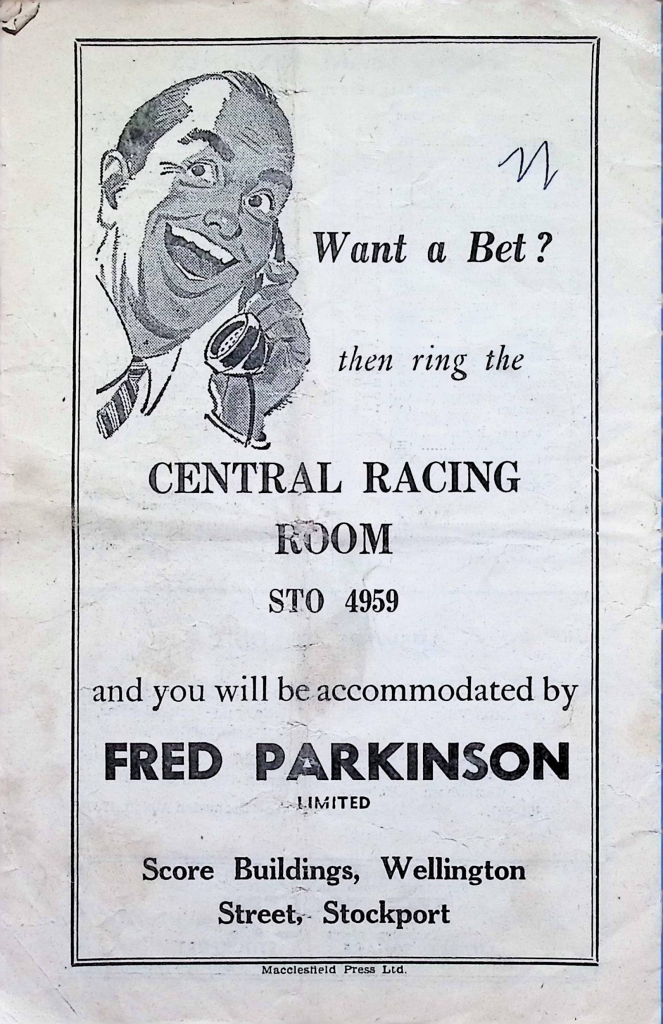 Want a Bet?
then ring the
CENTRAL RACING
ROOM
STO 4959
and you will be accommodated by
FRED PARKINSON
LIMITED
Score Buildings, Wellington
Street, Stockport
Macclesfield Press Ltd.